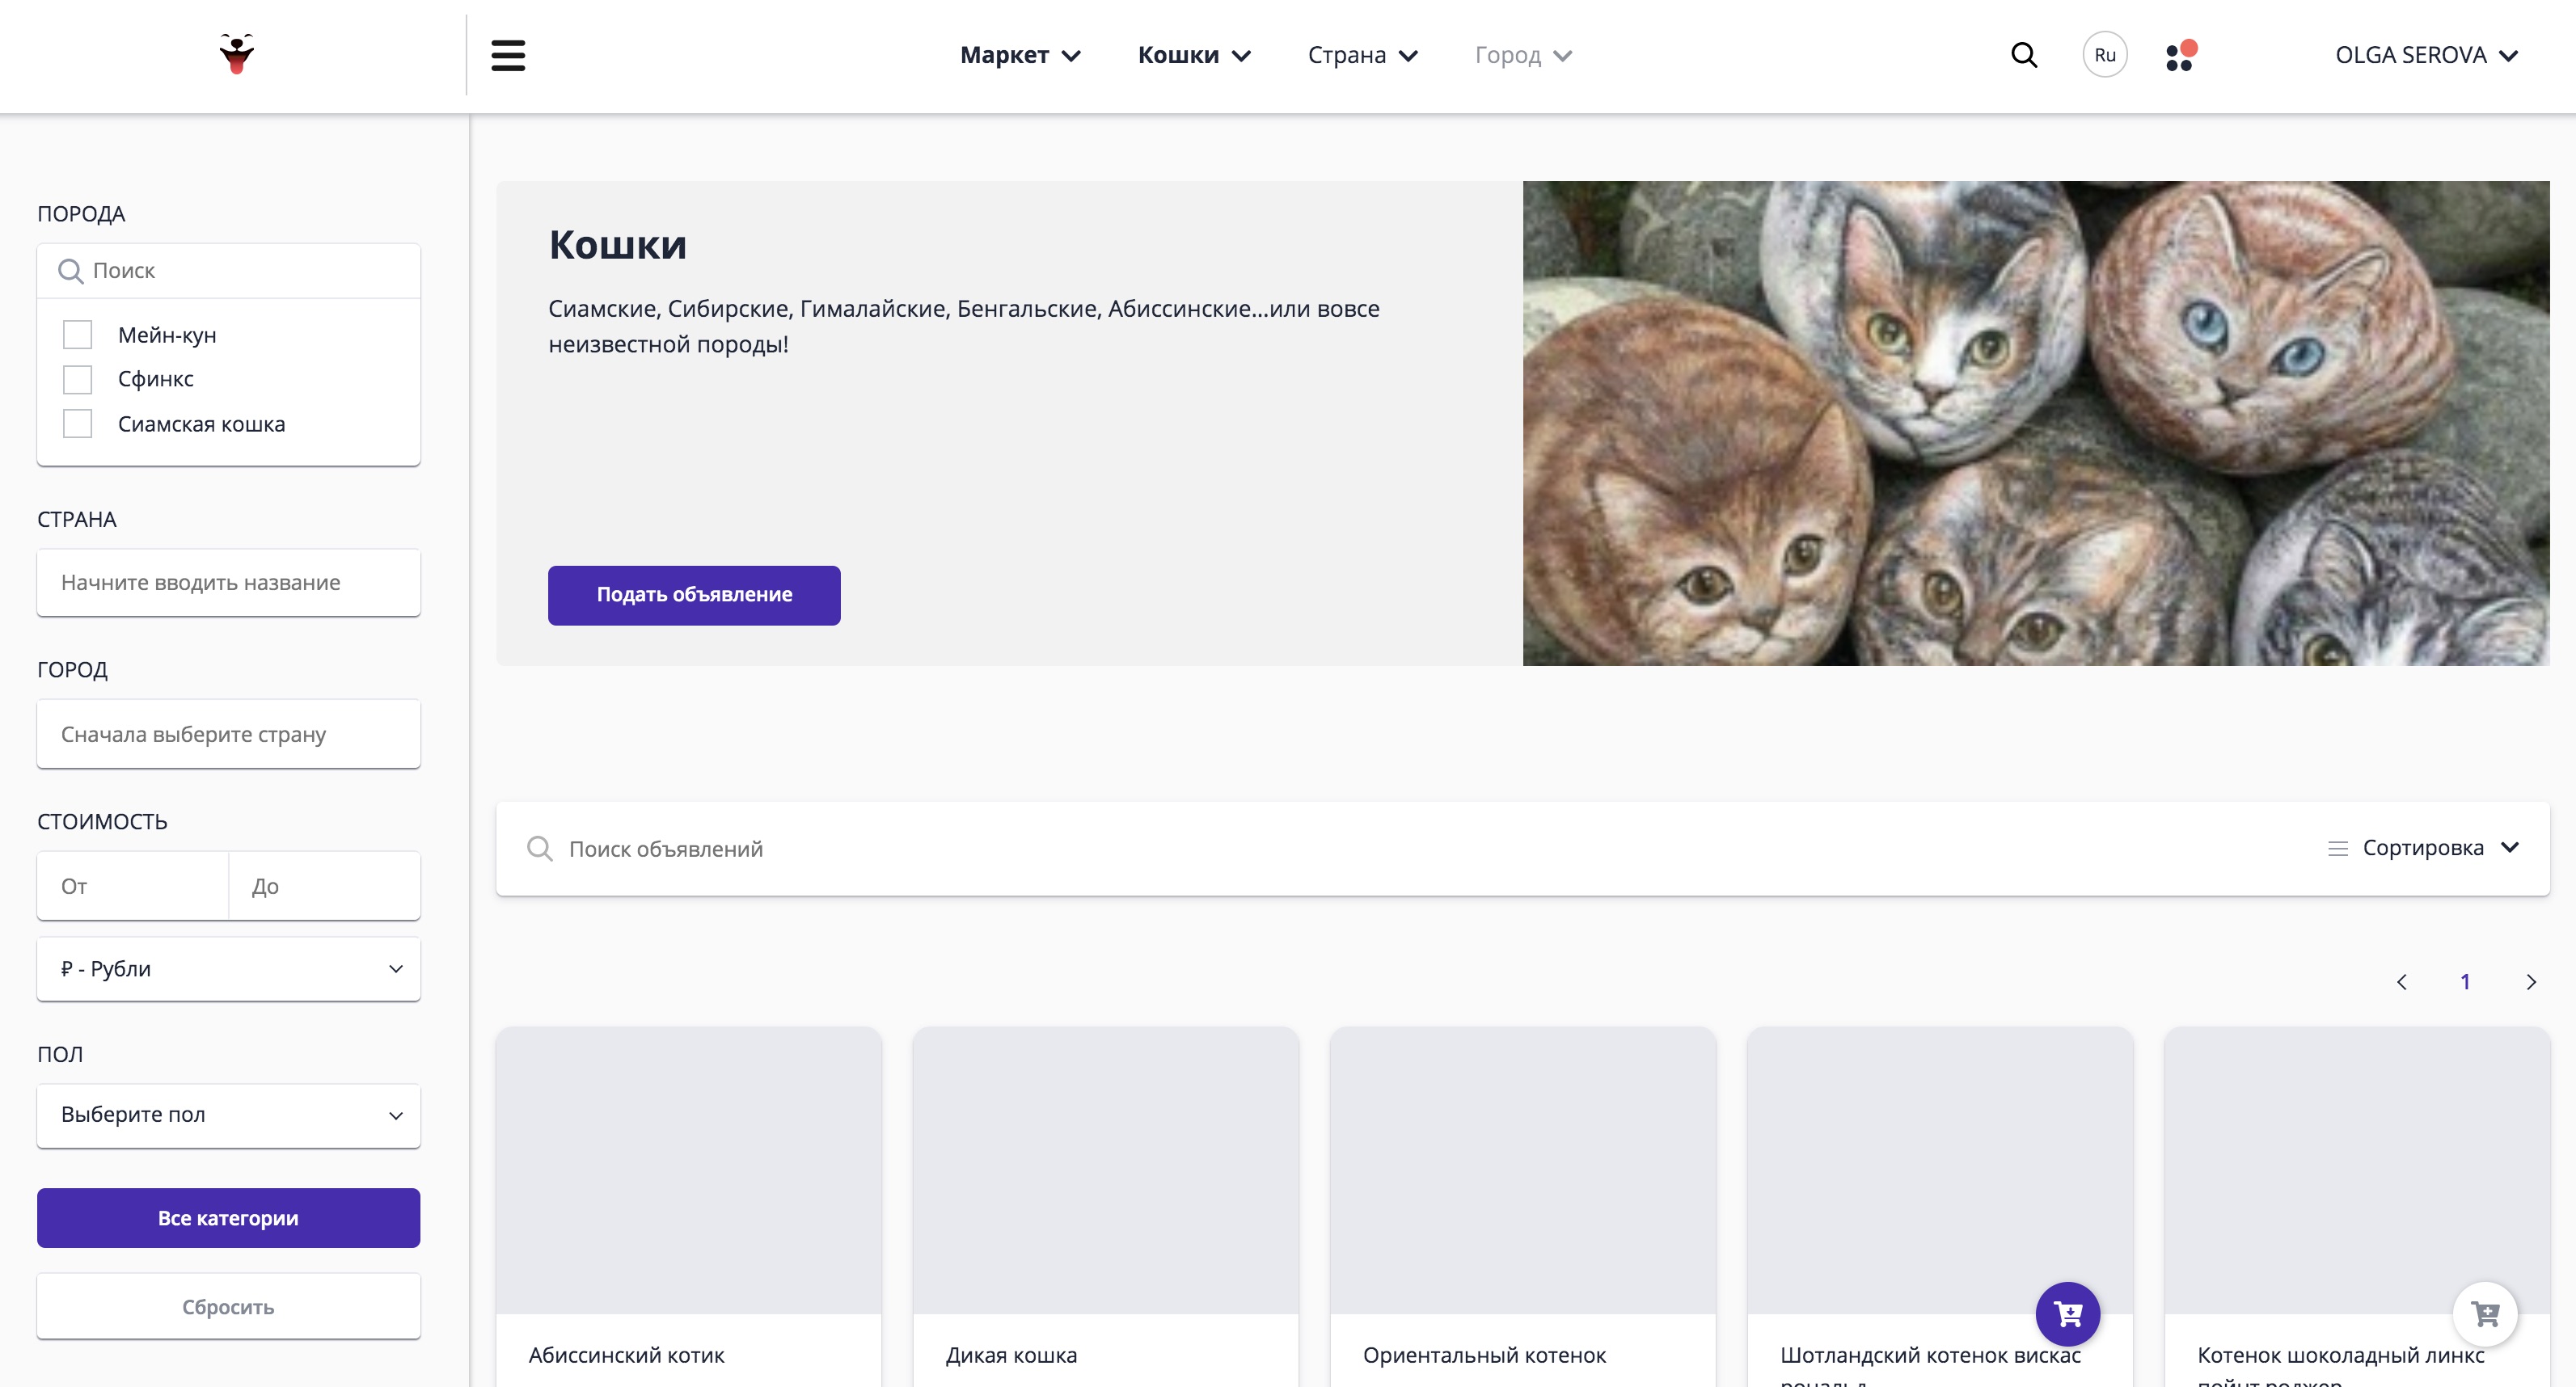 Маркет
Кошки
Страна
Город
Ru
OLGA SEROVA
ПОРОДА
Поиск
Мейн-кун
Сфинкс
Сиамская кошка
СТРАНА
Начните вводить название
ГОРОД
Сначала выберите страну
СТОИМОСТЬ
От
До
₽ - Рубли
ПОЛ
Выберите пол
Все категории
Сбросить
Кошки
Сиамские, Сибирские, Гималайские, Бенгальские, Абиссинские...или вовсе
неизвестной породы!
Подать объявление
Поиск объявлений
Сортировка
1
Абиссинский котик
Дикая кошка
Ориентальный котенок
Шотландский котенок вискас
рональд
Котенок шоколадный линкс
пойнт роджер